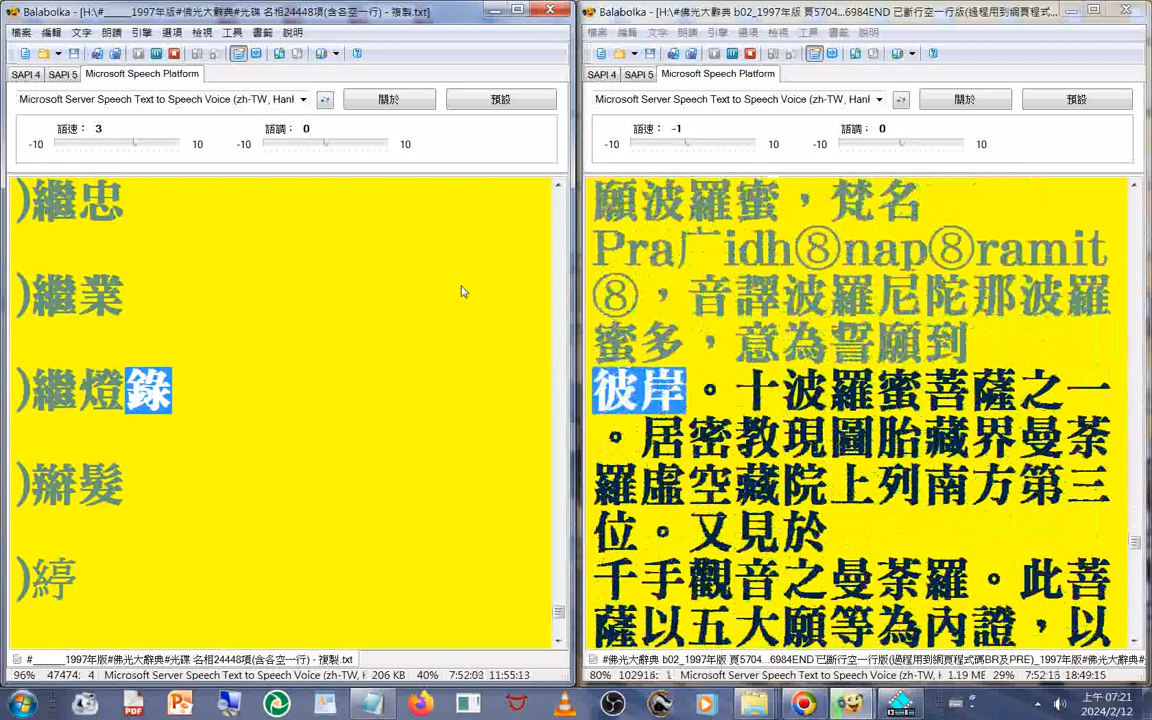 Balabolka - [H:\#_____1997年版#佛光大辭典#光碟 名相24448項(含各空一行) - 複製.txt]
檔案 編輯 文字 朗讀 引擎 選項 檢視 工具 書籤 說明
SAPI 4 SAPI 5 Microsoft Speech Platform
Microsoft Server Speech Text to Speech Voice (zh-TW, Hanl
關於 預設
語速： 3 語調： 0
-10 10 -10 10
)繼忠
)繼業
)繼燈錄
)辮髮
)綧
#_____1997年版#佛光大辭典#光碟 名相24448項(含各空一行) - 複製.txt
96% 47474: 4 Microsoft Server Speech Text to Speech Voice (zh-TW, H 206 KB 40% 7:52:03 11:55:13
Balabolka - [H:\#佛光大辭典 b02_1997年版 頁5704...6984END 已斷行空一行版(過程用到網頁程式...
檔案 編輯 文字 朗讀 引擎 選項 檢視 工具 書籤 說明
SAPI 4 SAPI 5 Microsoft Speech Platform
Microsoft Server Speech Text to Speech Voice (zh-TW, Hanl
關於 預設
語速： -1 語調： 0
-10 10 -10 10
願波羅蜜，梵名
Pra广idh⑧nap⑧ramit
⑧，音譯波羅尼陀那波羅
蜜多，意為誓願到
彼岸。十波羅蜜菩薩之一
。居密教現圖胎藏界曼荼
羅虛空藏院上列南方第三
位。又見於
千手觀音之曼荼羅。此菩
薩以五大願等為內證，以
#佛光大辭典 b02_1997年版 頁5704...6984END 已斷行空一行版(過程用到網頁程式碼BR及PRE)_1997年版#佛光大辭典#
80% 102916: Microsoft Server Speech Text to Speech Voice (zh-TW, H 1.19 ME 29% 7:52:15 18:49:15
上午 07:21
2024/2/12